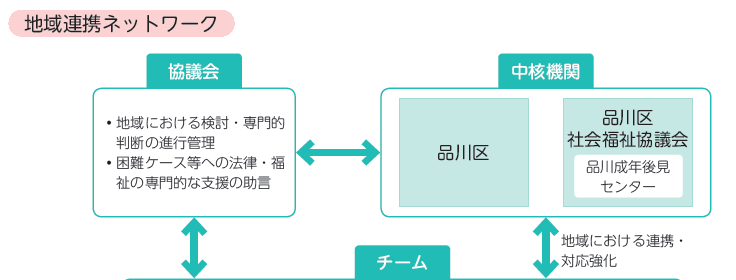 地域連携ネットワーク
協議会
• 地域における検討・専門的
判断の進行管理
• 困難ケース等への法律・福
祉の専門的な支援の助言
中核機関
品川区
品川区
社会福祉協議会
品川成年後見
センター
地域における連携・
対応強化
チーム